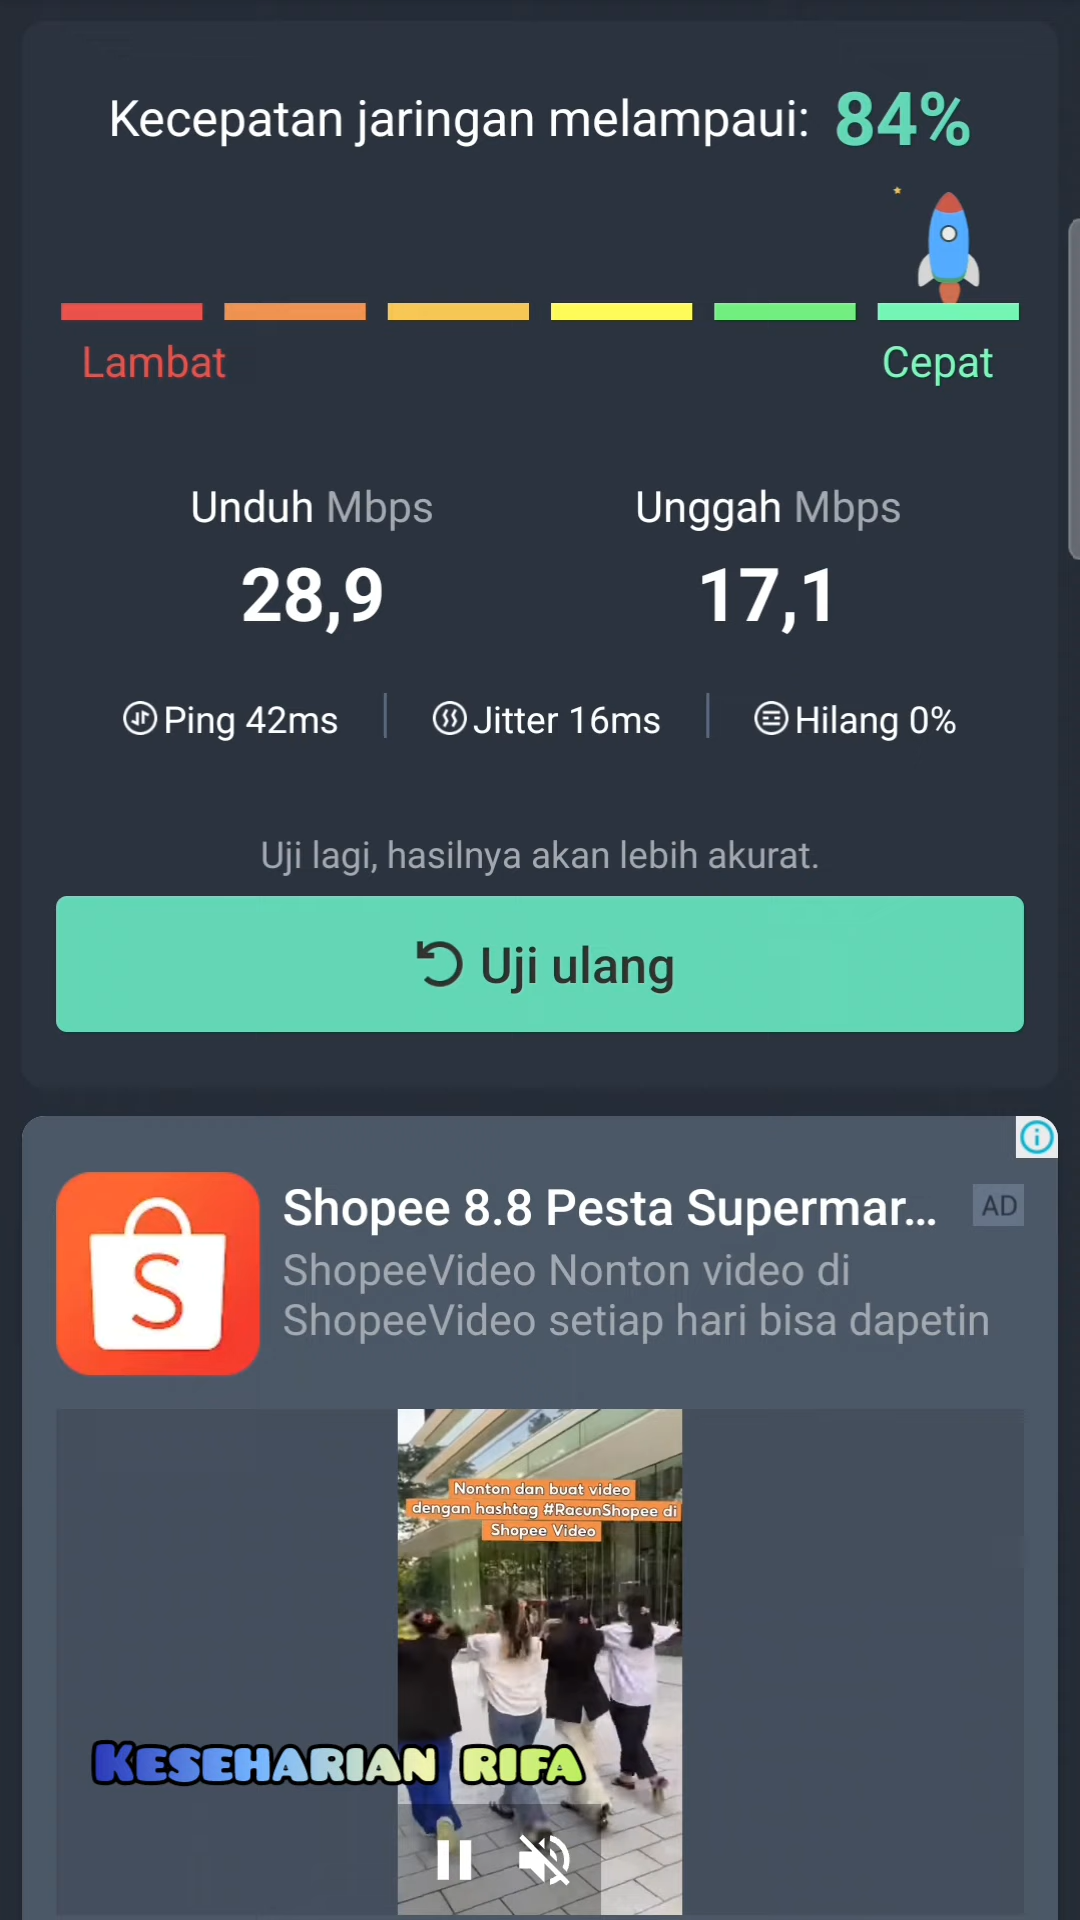 Kecepatan jaringan melampaui: 84%
Lambat
Cepat
Unduh Mbps
Unggah Mbps
28,9
17,1
Ping 42ms
Jitter 16ms
Hilang 0%
Uji lagi, hasilnya akan lebih akurat.
Uji ulang
Shopee 8.8 Pesta Supermar...
AD
ShopeeVideo Nonton video di
ShopeeVideo setiap hari bisa dapetin
S
Nonton dan buat video
dengan hashtag #RacunShopee di
Shopee Video
KESEHARIAN RIFA